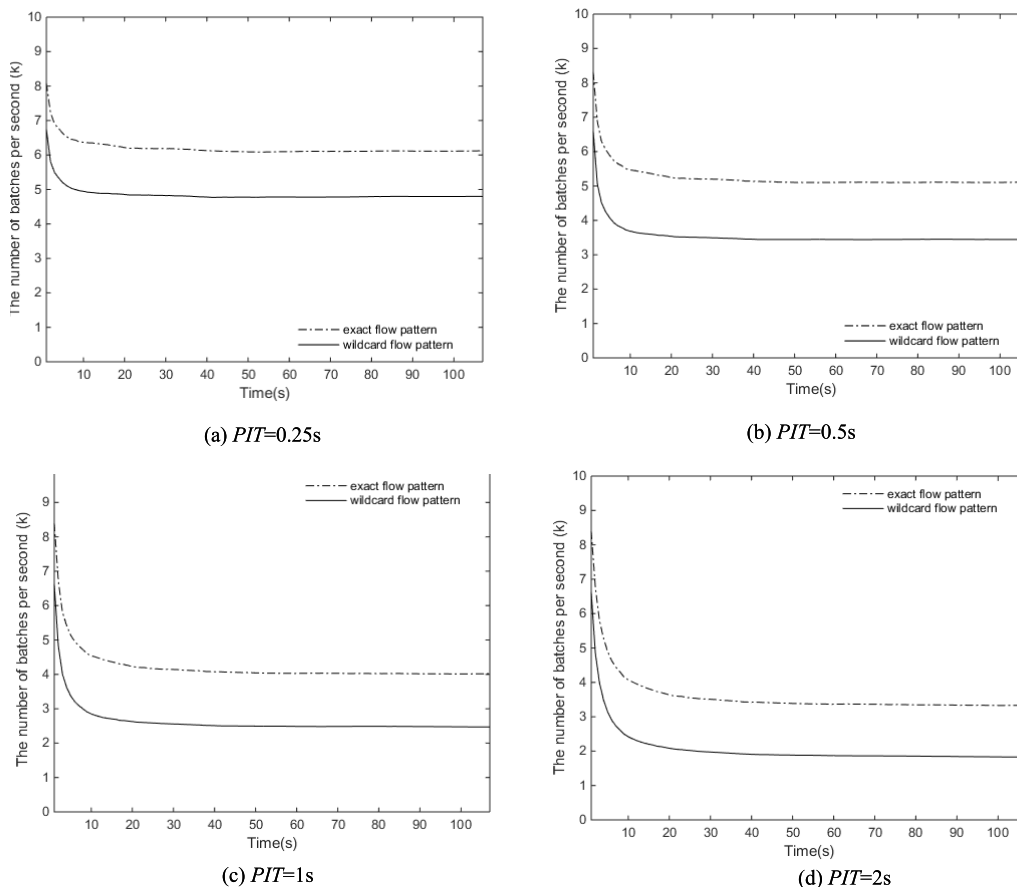 The number of batches per second (k)
10
9
8
7
6
5
4
3
2
1
0
exact flow pattern
wildcard flow pattern
10 20 30 40 50 60 70 80 90 100
Time(s)
(a) PIT=0.25s
The number of batches per second (k)
10
9
8
7
6
5
4
3
2
1
0
exact flow pattern
wildcard flow pattern
10 20 30 40 50 60 70 80 90 100
Time(s)
(b) PIT=0.5s
The number of batches per second (k)
9
8
7
6
5
4
3
2
1
0
exact flow pattern
wildcard flow pattern
10 20 30 40 50 60 70 80 90 100
Time(s)
(c) PIT=1s
The number of batches per second (k)
10
9
8
7
6
5
4
3
2
1
0
exact flow pattern
wildcard flow pattern
10 20 30 40 50 60 70 80 90 100
Time(s)
(d) PIT=2s